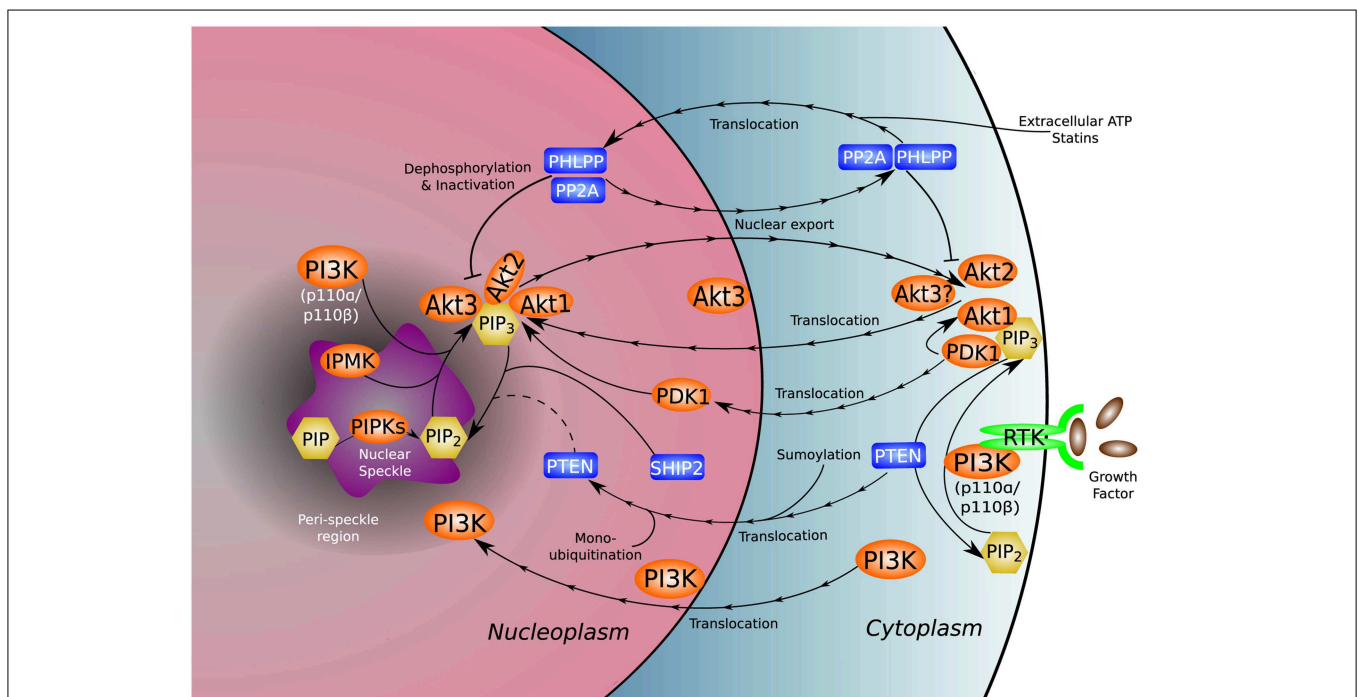 Translocation
Extracellular ATP
Statins
PHLPP
PP2A
PP2A
PHLPP
Dephosphorylation
& Inactivation
Nuclear export
PI3K
(p110α/
p110β)
Akt3
Akt2
Akt1
PIP3
Akt3
Akt2
Akt3?
Akt1
PIP3
PDK1
Translocation
IPMK
PDK1
Translocation
PIP
PIPKs
PIP2
Nuclear
Speckle
PTEN
SHIP2
Sumoylation
PTEN
RTK
PI3K
(p110α/
p110β)
Growth
Factor
Peri-speckle
region
PI3K
Mono-
ubiquitination
Translocation
PIP2
PI3K
PI3K
Translocation
Nucleoplasm
Cytoplasm